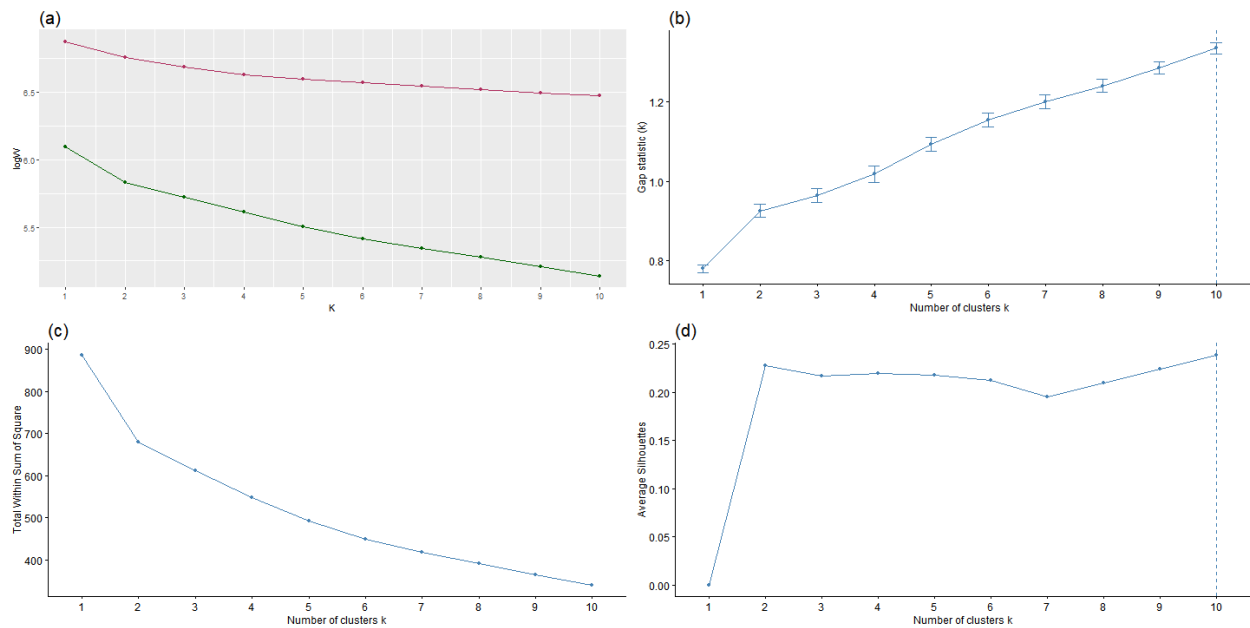 (a)
logW
6.5
6.0
5.5
1 2 3 4 5 6 7 8 9 10
K
(b)
Gap statistic (k)
1.2
1.0
0.8
1 2 3 4 5 6 7 8 9 10
Number of clusters k
(c)
Total Within Sum of Square
900
800
700
600
500
400
1 2 3 4 5 6 7 8 9 10
Number of clusters k
(d)
Average Silhouettes
0.25
0.20
0.15
0.10
0.05
0.00
1 2 3 4 5 6 7 8 9 10
Number of clusters k